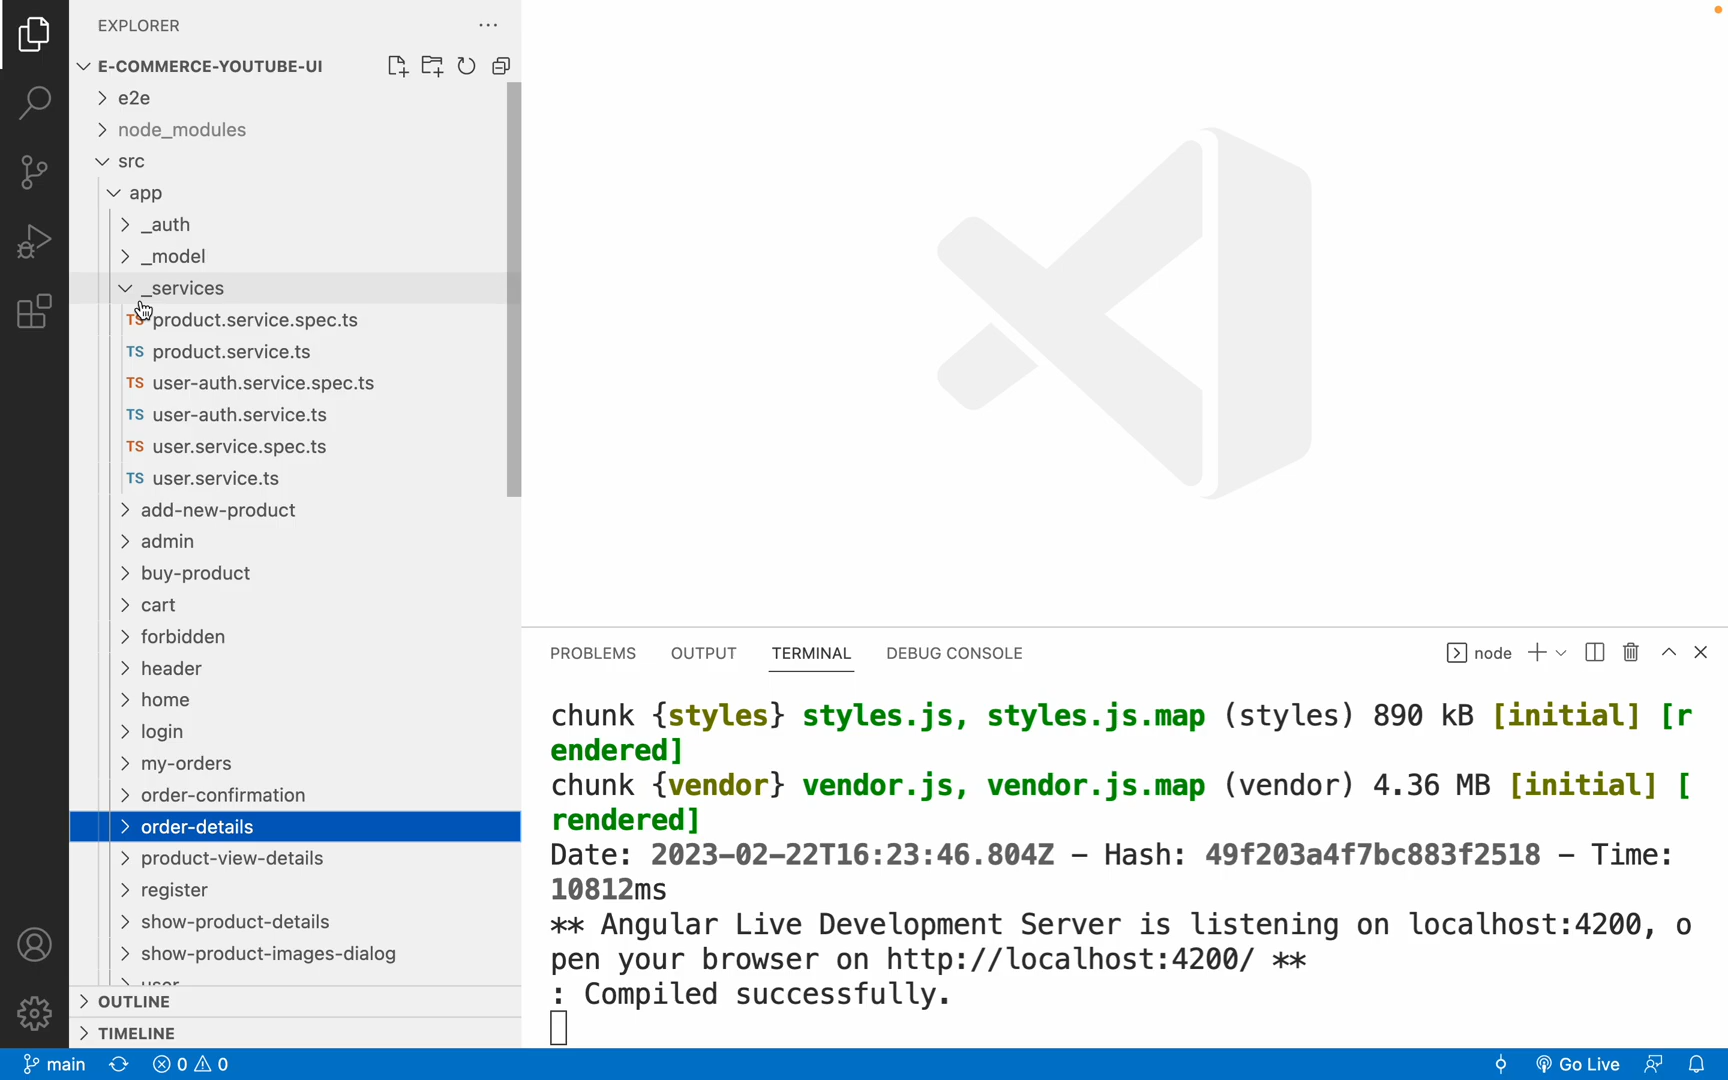 EXPLORER
E-COMMERCE-YOUTUBE-UI
e2e
node_modules
src
app
_auth
_model
_services
TS product.service.spec.ts
TS product.service.ts
TS user-auth.service.spec.ts
TS user-auth.service.ts
TS user.service.spec.ts
TS user.service.ts
add-new-product
admin
buy-product
cart
forbidden
header
home
login
my-orders
order-confirmation
order-details
product-view-details
register
show-product-details
show-product-images-dialog
user
OUTLINE
TIMELINE
PROBLEMS OUTPUT TERMINAL DEBUG CONSOLE
node
chunk {styles} styles.js, styles.js.map (styles) 890 kB [initial] [r
endered]
chunk {vendor} vendor.js, vendor.js.map (vendor) 4.36 MB [initial] [
rendered]
Date: 2023-02-22T16:23:46.804Z - Hash: 49f203a4f7bc883f2518 - Time:
10812ms
** Angular Live Development Server is listening on localhost:4200, o
pen your browser on http://localhost:4200/ **
: Compiled successfully.
main 0 0 Go Live